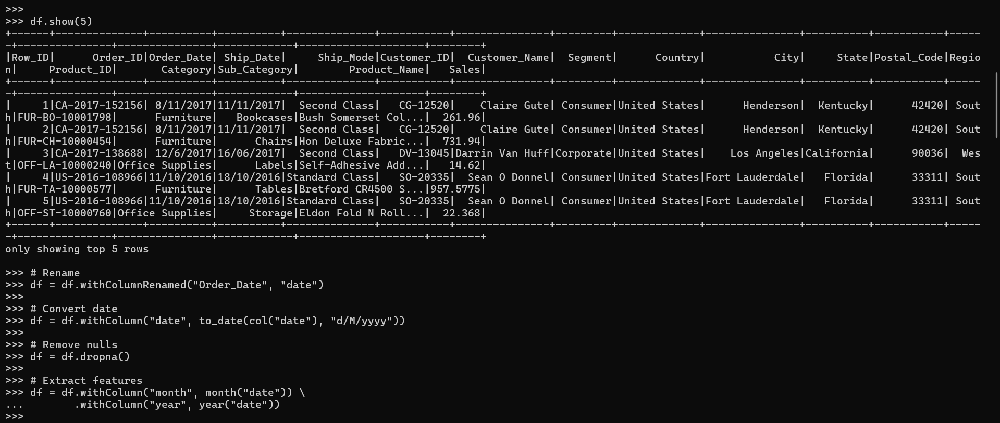 >>>
>>> df.show(5)
+------+--------------+----------+----------+--------------+-----------+---------------+---------+-------------+---------------+----------+-----------+-----
-+---------------+---------------+------------+--------------------+--------+
|Row_ID|      Order_ID|Order_Date| Ship_Date|     Ship_Mode|Customer_ID|  Customer_Name|  Segment|      Country|           City|     State|Postal_Code|Regio
n|     Product_ID|       Category|Sub_Category|        Product_Name|   Sales|
+------+--------------+----------+----------+--------------+-----------+---------------+---------+-------------+---------------+----------+-----------+-----
-+---------------+---------------+------------+--------------------+--------+
|     1|CA-2017-152156| 8/11/2017|11/11/2017|  Second Class|   CG-12520|    Claire Gute| Consumer|United States|      Henderson|  Kentucky|      42420| Sout
h|FUR-BO-10001798|      Furniture|   Bookcases|Bush Somerset Col...|  261.96|
|     2|CA-2017-152156| 8/11/2017|11/11/2017|  Second Class|   CG-12520|    Claire Gute| Consumer|United States|      Henderson|  Kentucky|      42420| Sout
h|FUR-CH-10000454|      Furniture|      Chairs|Hon Deluxe Fabric...|  731.94|
|     3|CA-2017-138688| 12/6/2017|16/06/2017|  Second Class|   DV-13045|Darrin Van Huff|Corporate|United States|    Los Angeles|California|      90036|  Wes
t|OFF-LA-10000240|Office Supplies|      Labels|Self-Adhesive Add...|   14.62|
|     4|US-2016-108966|11/10/2016|18/10/2016|Standard Class|   SO-20335|  Sean O Donnel| Consumer|United States|Fort Lauderdale|   Florida|      33311| Sout
h|FUR-TA-10000577|      Furniture|      Tables|Bretford CR4500 S...|957.5775|
|     5|US-2016-108966|11/10/2016|18/10/2016|Standard Class|   SO-20335|  Sean O Donnel| Consumer|United States|Fort Lauderdale|   Florida|      33311| Sout
h|OFF-ST-10000760|Office Supplies|     Storage|Eldon Fold N Roll...|  22.368|
+------+--------------+----------+----------+--------------+-----------+---------------+---------+-------------+---------------+----------+-----------+-----
-+---------------+---------------+------------+--------------------+--------+
only showing top 5 rows

>>> # Rename
>>> df = df.withColumnRenamed("Order_Date", "date")
>>>
>>> # Convert date
>>> df = df.withColumn("date", to_date(col("date"), "d/M/yyyy"))
>>>
>>> # Remove nulls
>>> df = df.dropna()
>>>
>>> # Extract features
>>> df = df.withColumn("month", month("date")) \
...        .withColumn("year", year("date"))
>>>